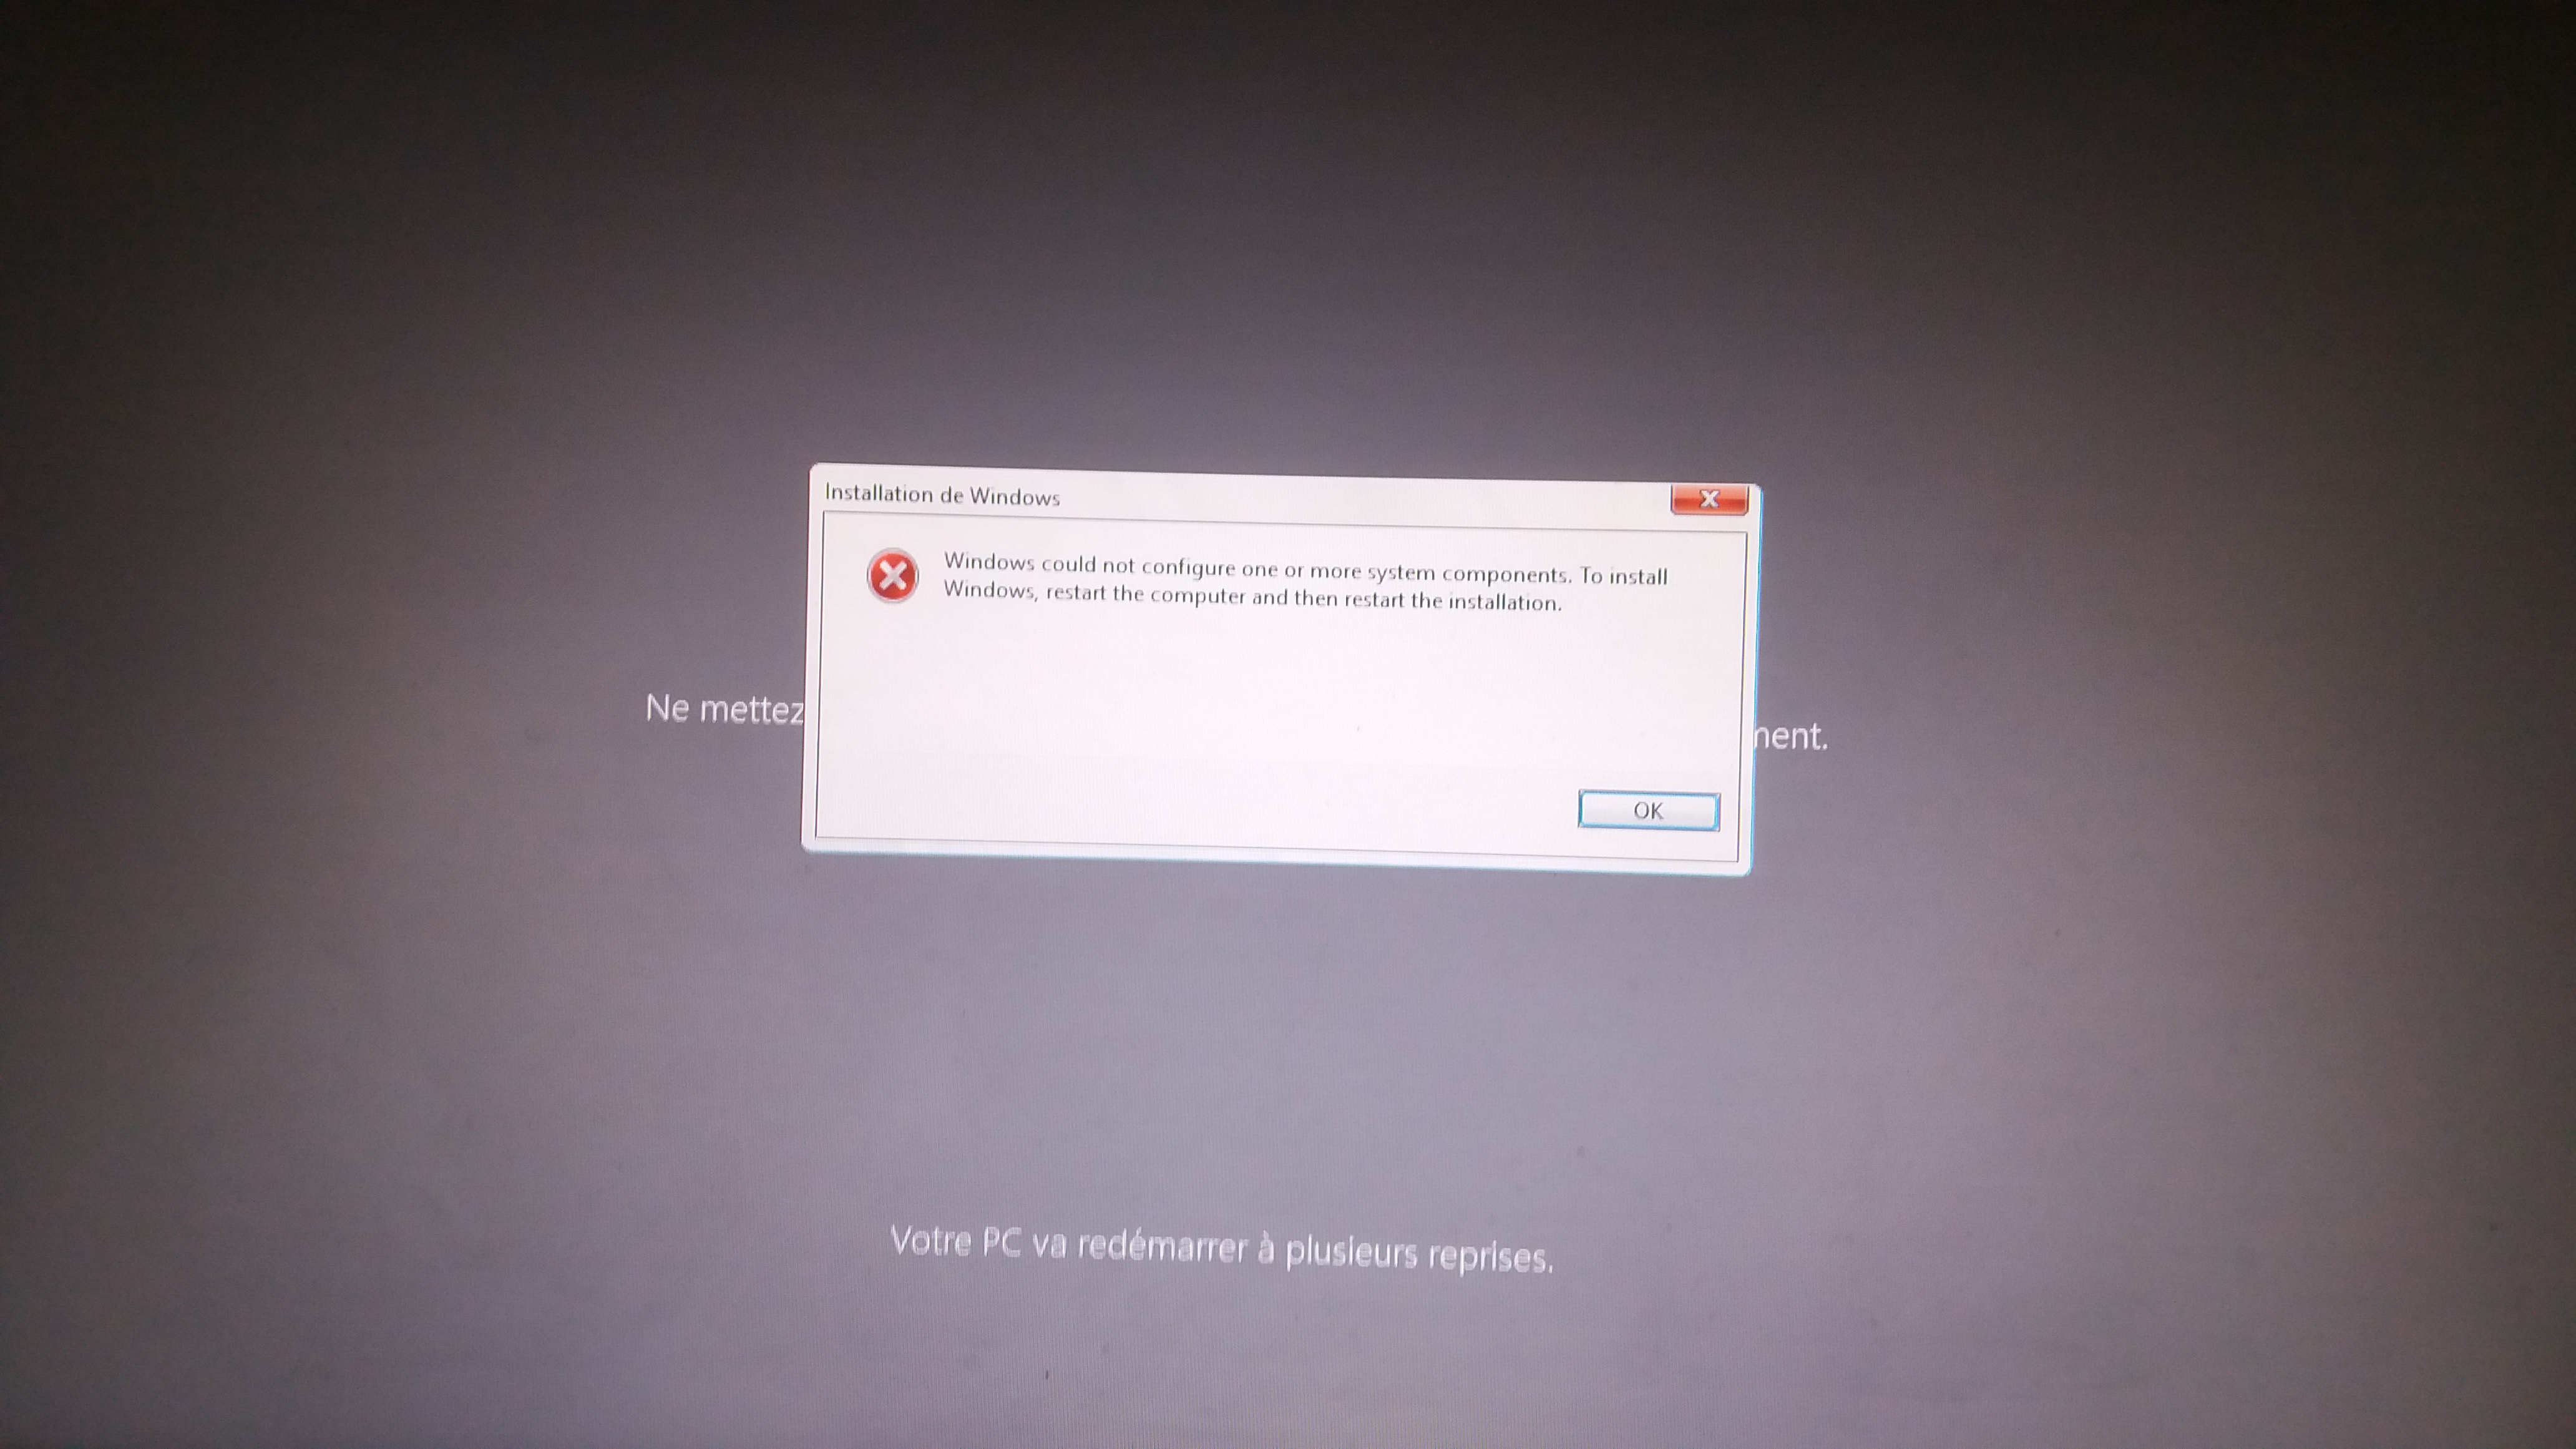 Installation de Windows
Windows could not configure one or more system components. To install
Windows, restart the computer and then restart the installation.
Ne mettez
OK
Votre PC va redémarrer à plusieurs reprises.